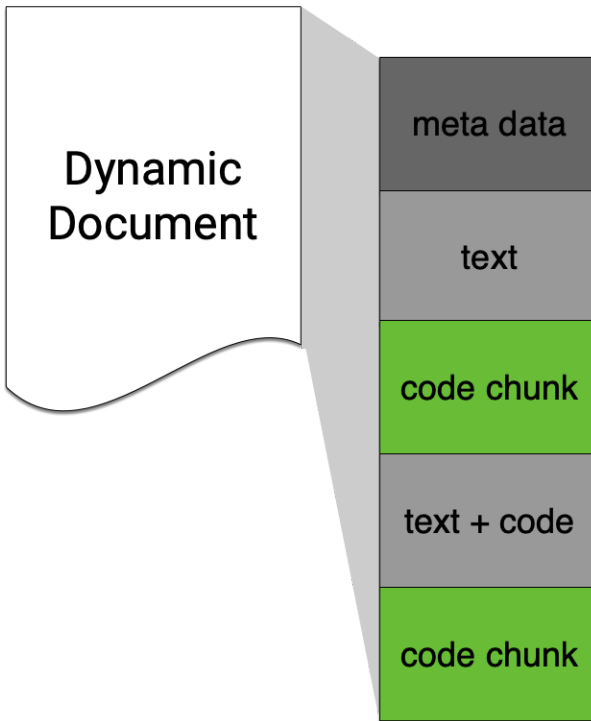 Dynamic
Document
meta data
text
code chunk
text + code
code chunk